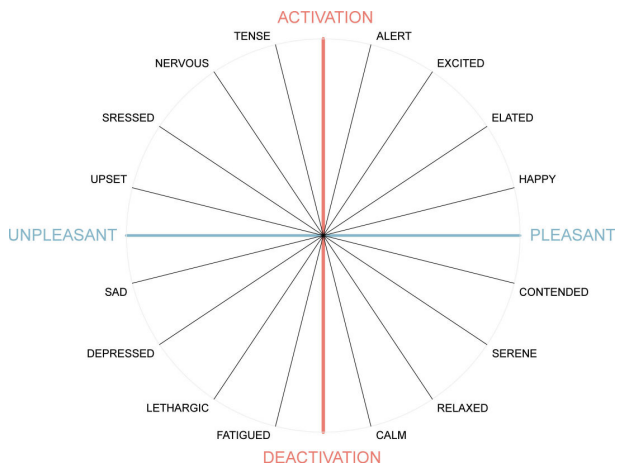 ACTIVATION
TENSE
ALERT
NERVOUS
EXCITED
SRESSED
ELATED
UPSET
HAPPY
UNPLEASANT
PLEASANT
SAD
CONTENDED
DEPRESSED
SERENE
LETHARGIC
RELAXED
FATIGUED
CALM
DEACTIVATION